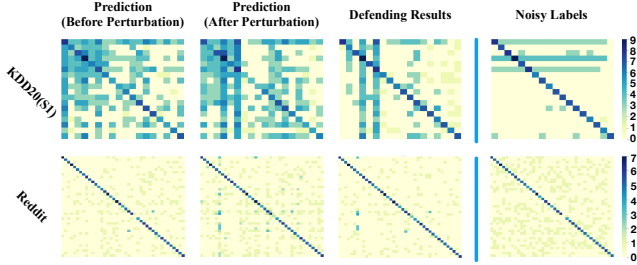 Prediction
(Before Perturbation)
Prediction
(After Perturbation)
Defending Results
Noisy Labels
KDD20(S1)
9
8
7
6
5
4
3
2
1
0
Reddit
7
6
5
4
3
2
1
0